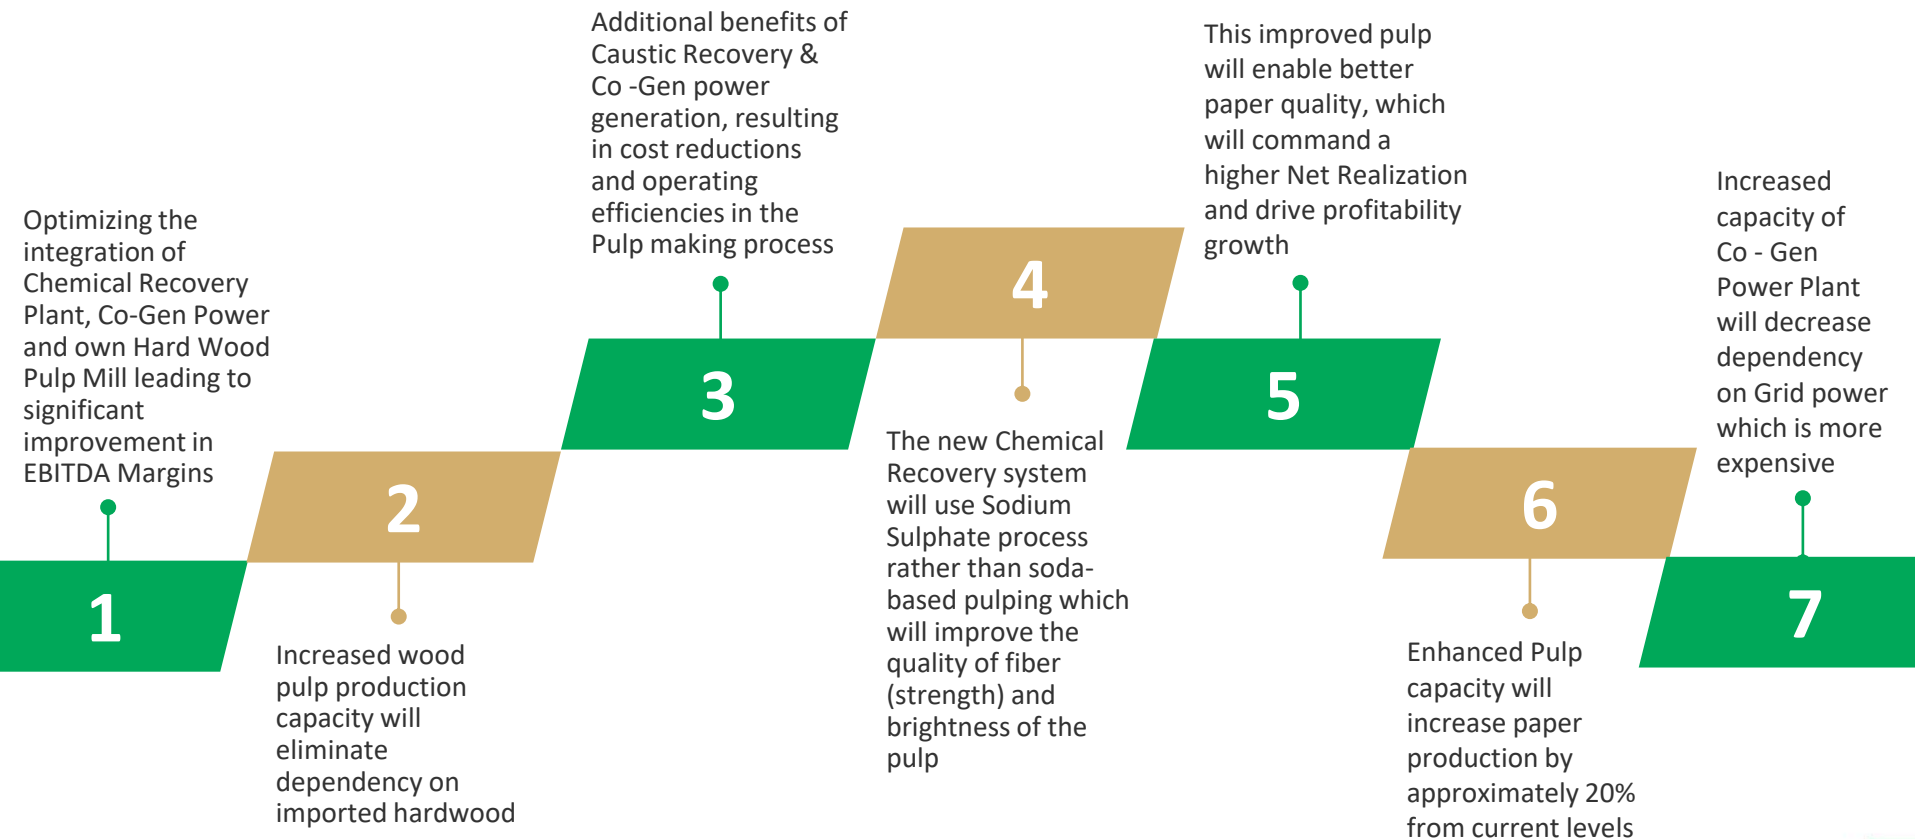 Optimizing the
integration of
Chemical Recovery
Plant, Co-Gen Power
and own Hard Wood
Pulp Mill leading to
significant
improvement in
EBITDA Margins
1
2
Increased wood
pulp production
capacity will
eliminate
dependency on
imported hardwood
Additional benefits of
Caustic Recovery &
Co -Gen power
generation, resulting
in cost reductions
and operating
efficiencies in the
Pulp making process
3
4
The new Chemical
Recovery system
will use Sodium
Sulphate process
rather than soda-
based pulping which
will improve the
quality of fiber
(strength) and
brightness of the
pulp
This improved pulp
will enable better
paper quality, which
will command a
higher Net Realization
and drive profitability
growth
5
6
Enhanced Pulp
capacity will
increase paper
production by
approximately 20%
from current levels
Increased
capacity of
Co - Gen
Power Plant
will decrease
dependency
on Grid power
which is more
expensive
7